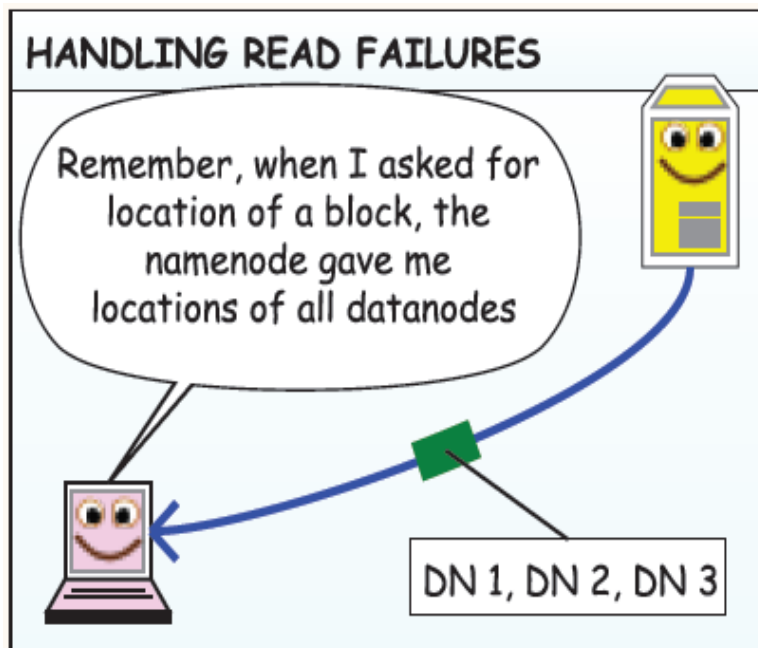 HANDLING READ FAILURES
Remember, when I asked for
location of a block, the
namenode gave me
locations of all datanodes
DN 1, DN 2, DN 3